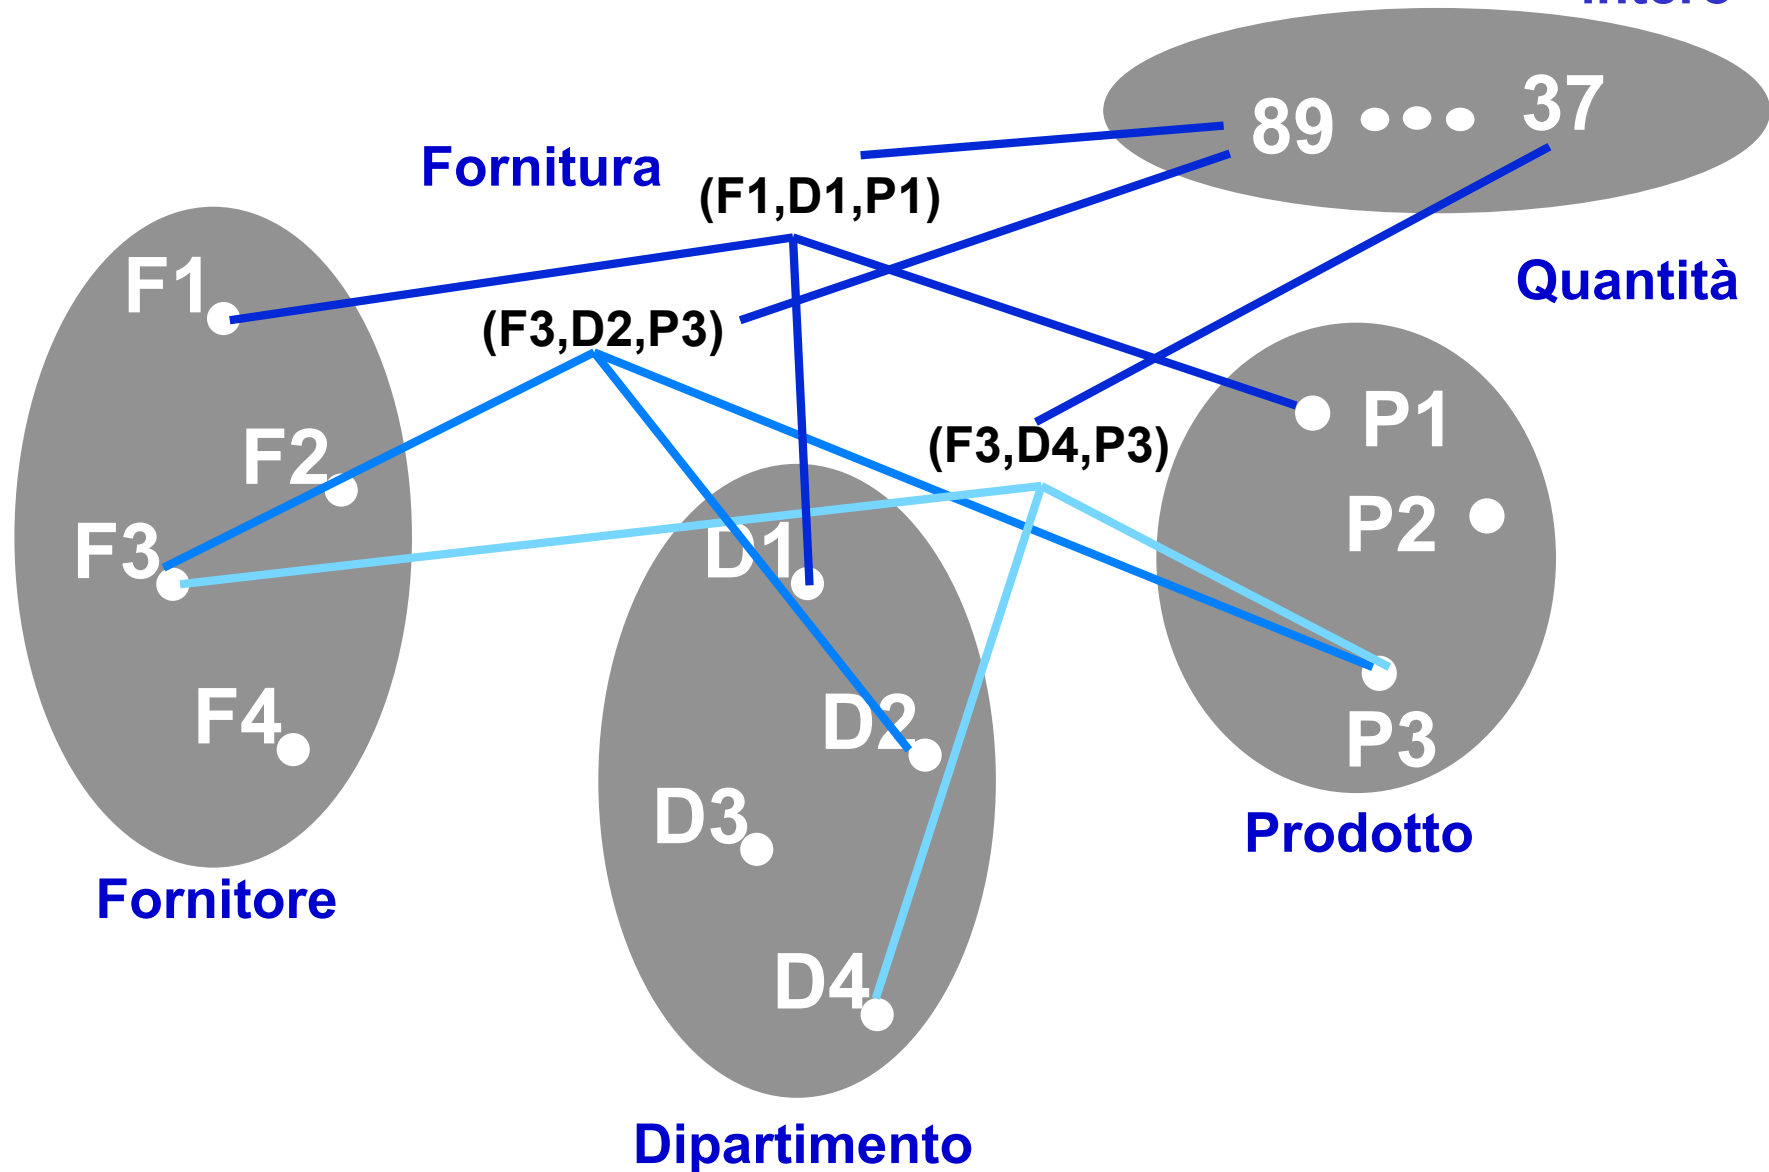 Intero
89 ••• 37
Fornitura
(F1,D1,P1)
Quantità
F1
(F3,D2,P3)
P1
F2
(F3,D4,P3)
P2
F3
D1
F4
D2
P3
D3
Prodotto
Fornitore
D4
Dipartimento